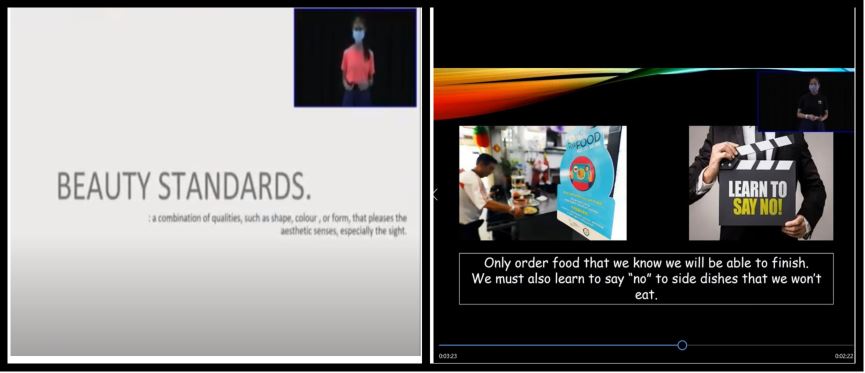 BEAUTY STANDARDS.
: a combination of qualities, such as shape, colour , or form, that pleases the
aesthetic senses, especially the sight.
FOOD
LEARN TO
SAY NO!
Only order food that we know we will be able to finish.
We must also learn to say “no” to side dishes that we won’t
eat.
0:03:23
0:02:22